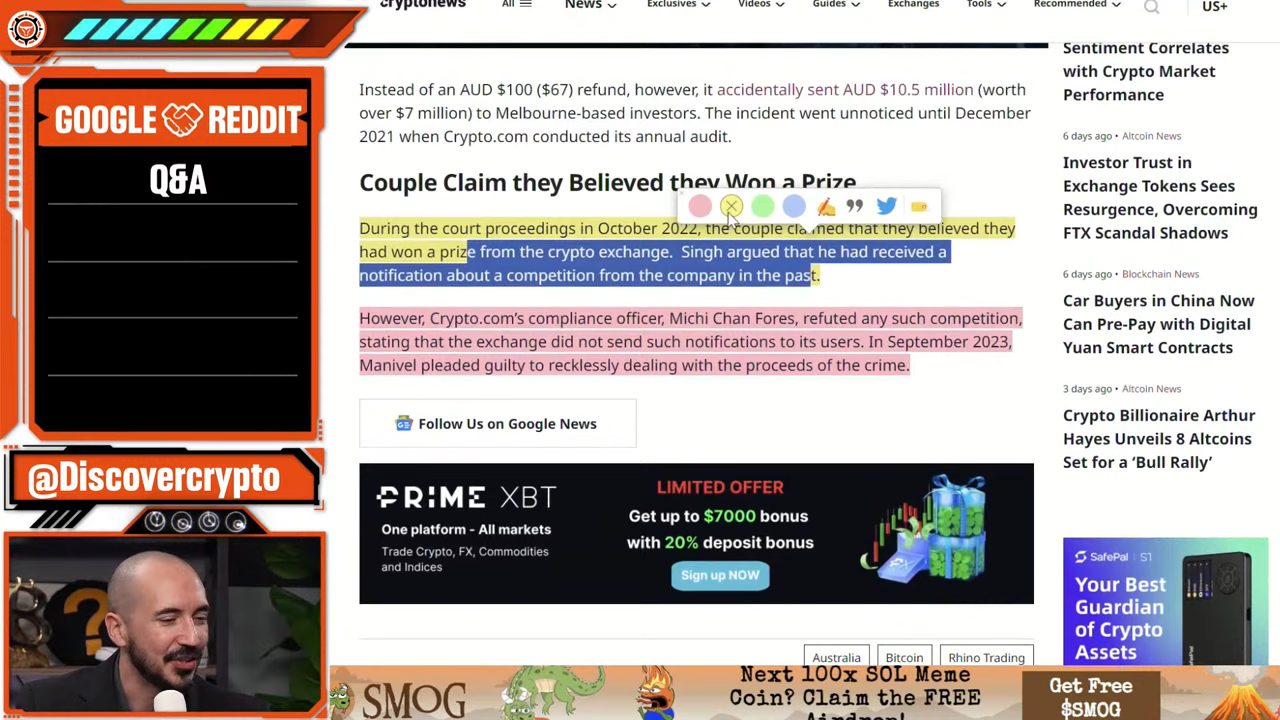 cryptonews
All
News
Exclusives
Videos
Guides
Exchanges
Tools
Recommended
US+
GOOGLE REDDIT
Q&A
@Discovercrypto
Instead of an AUD $100 ($67) refund, however, it accidentally sent AUD $10.5 million (worth
over $7 million) to Melbourne-based investors. The incident went unnoticed until December
2021 when Crypto.com conducted its annual audit.
Couple Claim they Believed they Won a Prize
During the court proceedings in October 2022, the couple claimed that they believed they
had won a prize from the crypto exchange. Singh argued that he had received a
notification about a competition from the company in the past.
However, Crypto.com's compliance officer, Michi Chan Fores, refuted any such competition,
stating that the exchange did not send such notifications to its users. In September 2023,
Manivel pleaded guilty to recklessly dealing with the proceeds of the crime.
Follow Us on Google News
PRIME XBT
One platform - All markets
Trade Crypto, FX, Commodities
and Indices
LIMITED OFFER
Get up to $7000 bonus
with 20% deposit bonus
Sign up NOW
Australia
Bitcoin
Rhino Trading
Sentiment Correlates
with Crypto Market
Performance
6 days ago • Altcoin News
Investor Trust in
Exchange Tokens Sees
Resurgence, Overcoming
FTX Scandal Shadows
6 days ago • Blockchain News
Car Buyers in China Now
Can Pre-Pay with Digital
Yuan Smart Contracts
3 days ago • Altcoin News
Crypto Billionaire Arthur
Hayes Unveils 8 Altcoins
Set for a 'Bull Rally'
SafePal S1
Your Best
Guardian
of Crypto
Assets
SMOG
Next 100x SOL Meme
Coin? Claim the FREE
Airdrop!
Get Free
$SMOG